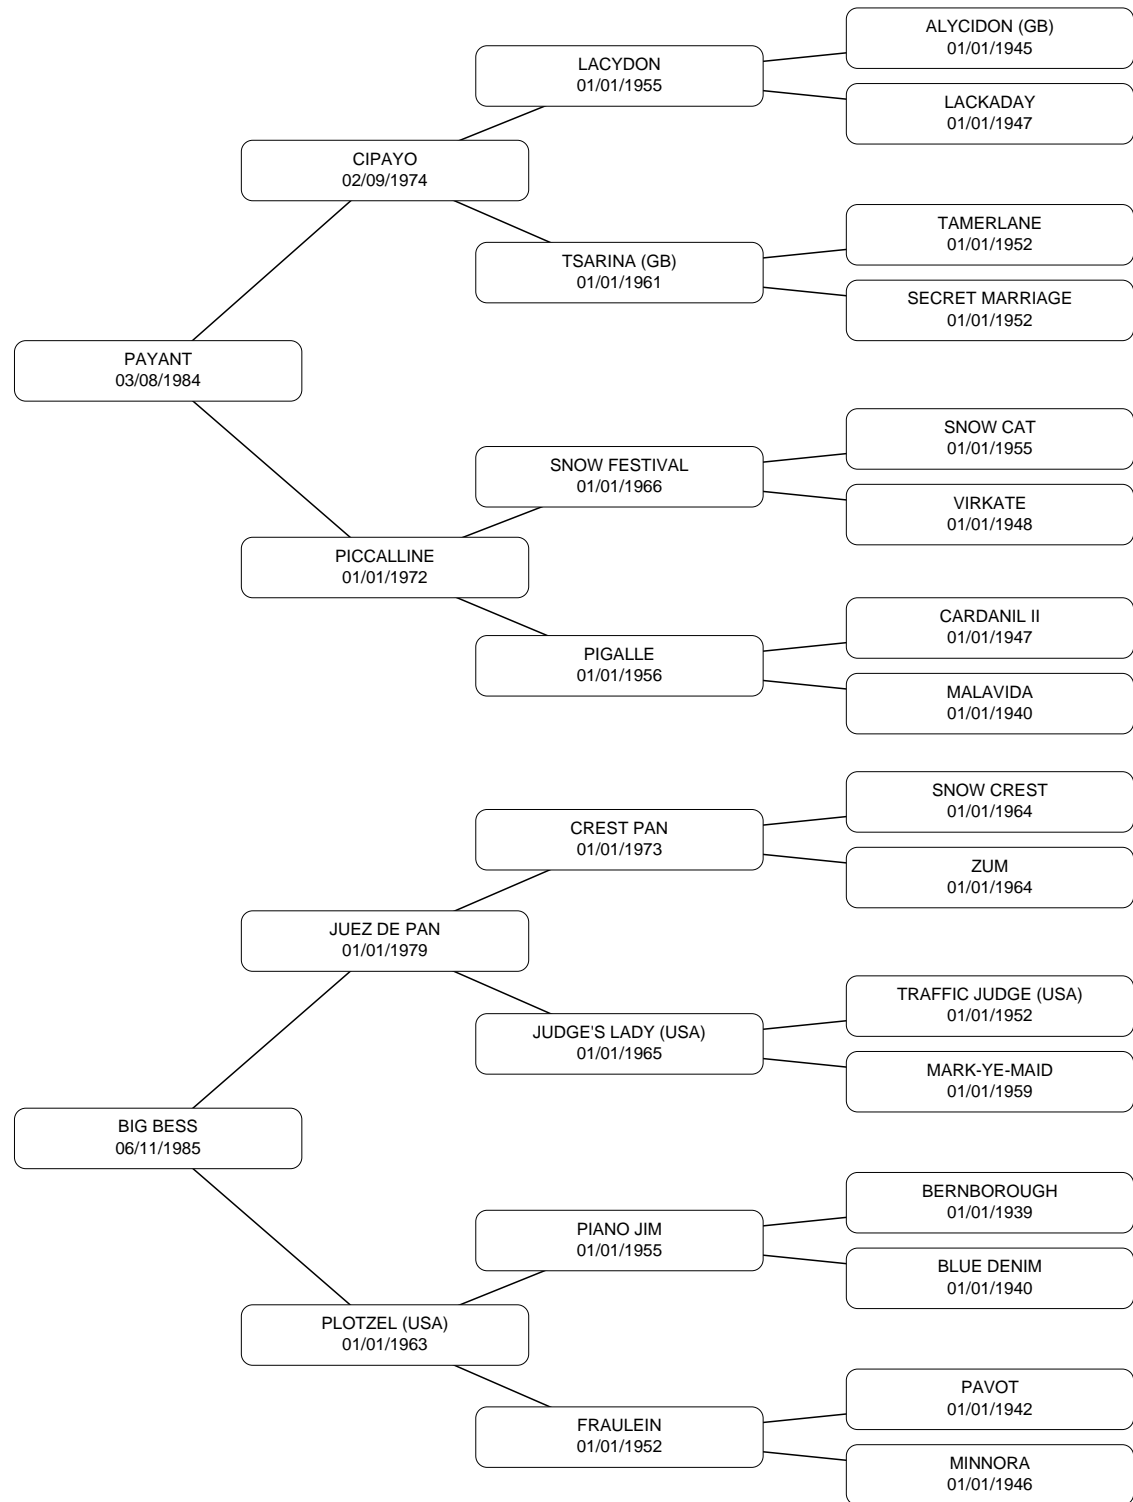 ALYCIDON (GB)
01/01/1945
LACYDON
01/01/1955
LACKADAY
01/01/1947
CIPAYO
02/09/1974
TAMERLANE
01/01/1952
TSARINA (GB)
01/01/1961
SECRET MARRIAGE
01/01/1952
PAYANT
03/08/1984
SNOW CAT
01/01/1955
SNOW FESTIVAL
01/01/1966
VIRKATE
01/01/1948
PICCALLINE
01/01/1972
CARDANIL II
01/01/1947
PIGALLE
01/01/1956
MALAVIDA
01/01/1940
SNOW CREST
01/01/1964
CREST PAN
01/01/1973
ZUM
01/01/1964
JUEZ DE PAN
01/01/1979
TRAFFIC JUDGE (USA)
01/01/1952
JUDGE'S LADY (USA)
01/01/1965
MARK-YE-MAID
01/01/1959
BIG BESS
06/11/1985
BERNBOROUGH
01/01/1939
PIANO JIM
01/01/1955
BLUE DENIM
01/01/1940
PLOTZEL (USA)
01/01/1963
PAVOT
01/01/1942
FRAULEIN
01/01/1952
MINNORA
01/01/1946